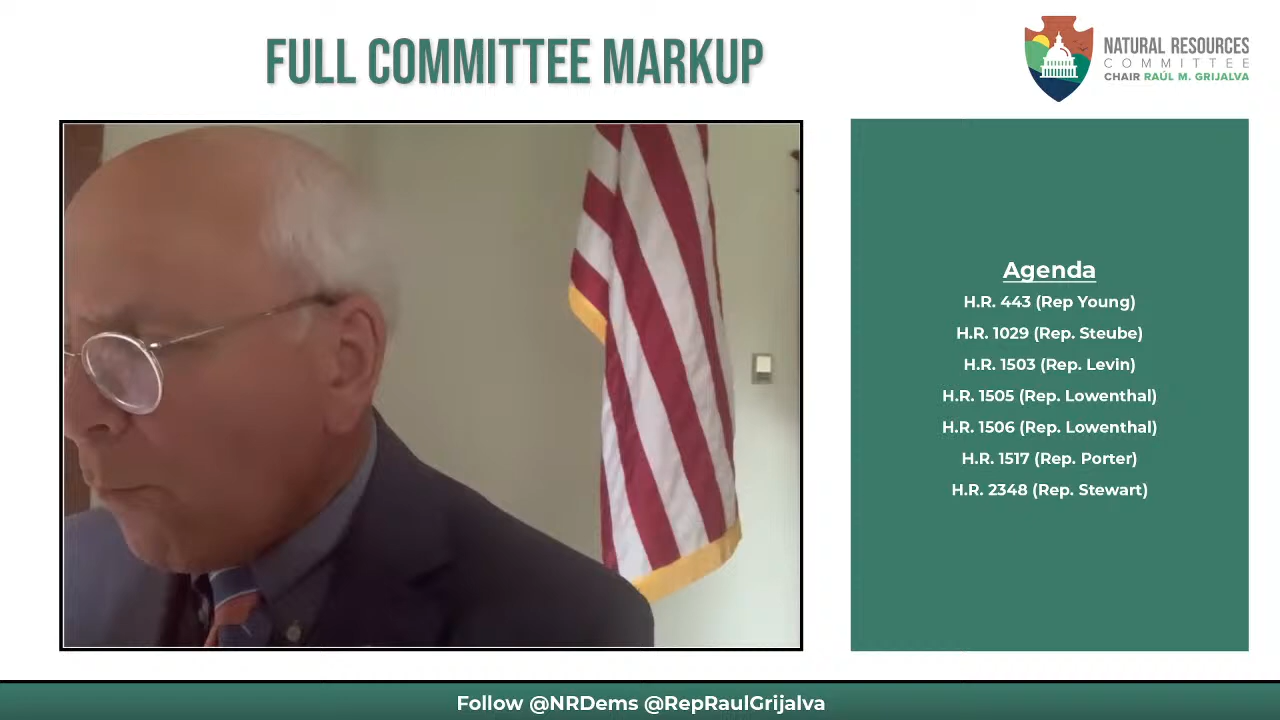 FULL COMMITTEE MARKUP
NATURAL RESOURCES
COMMITTEE
CHAIR RAÚL M. GRIJALVA
Agenda
H.R. 443 (Rep Young)
H.R. 1029 (Rep. Steube)
H.R. 1503 (Rep. Levin)
H.R. 1505 (Rep. Lowenthal)
H.R. 1506 (Rep. Lowenthal)
H.R. 1517 (Rep. Porter)
H.R. 2348 (Rep. Stewart)
Follow @NRDems @RepRaulGrijalva